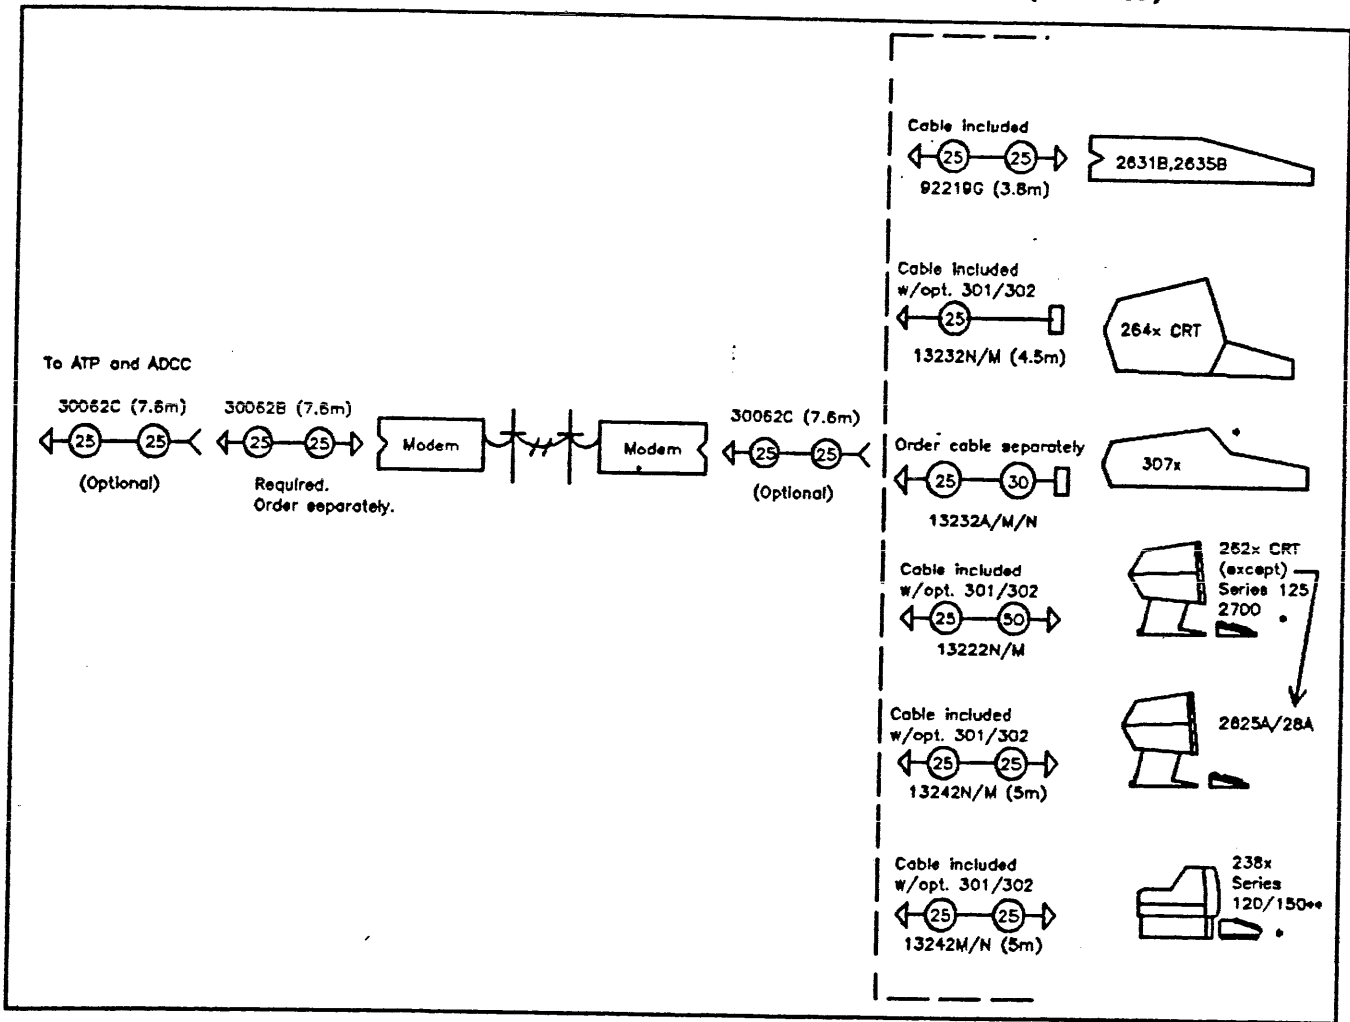 To ATP and ADCC
30062C (7.6m)
25
25
(Optional)
30062B (7.6m)
25
25
Required.
Order separately.
Modem
Modem
30062C (7.6m)
25
25
(Optional)
Cable included
25
25
92219G (3.8m)
2631B,2635B
Cable included
w/opt. 301/302
25
13232N/M (4.5m)
264x CRT
Order cable separately
25
30
13232A/M/N
307x
Cable included
w/opt. 301/302
25
50
13222N/M
262x CRT
(except)
Series 125
2700
Cable included
w/opt. 301/302
25
25
13242N/M (5m)
2625A/28A
Cable included
w/opt. 301/302
25
25
13242M/N (5m)
238x
Series
120/150**